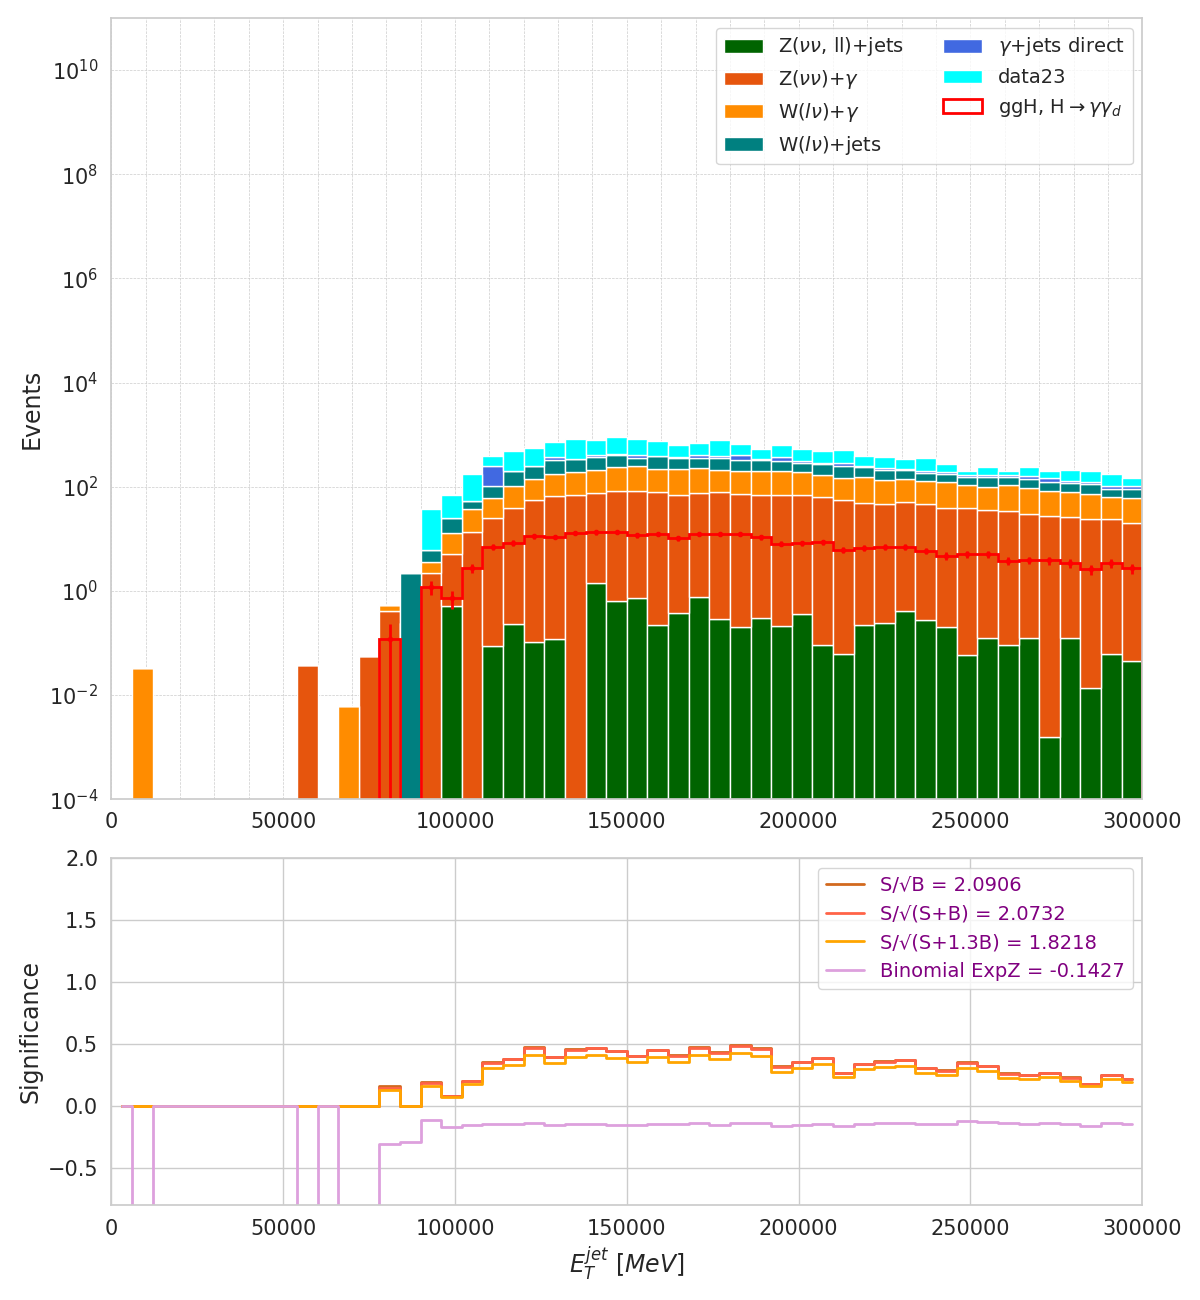 Z(νν, ll)+jets
Z(νν)+γ
W(lν)+γ
W(lν)+jets
γ+jets direct
data23
ggH, H→γγ_d
Events
10^10
10^8
10^6
10^4
10^2
10^0
10^−2
10^−4
0 50000 100000 150000 200000 250000 300000
S/√B = 2.0906
S/√(S+B) = 2.0732
S/√(S+1.3B) = 1.8218
Binomial ExpZ = -0.1427
Significance
2.0
1.5
1.0
0.5
0.0
−0.5
0 50000 100000 150000 200000 250000 300000
E_T^jet [MeV]